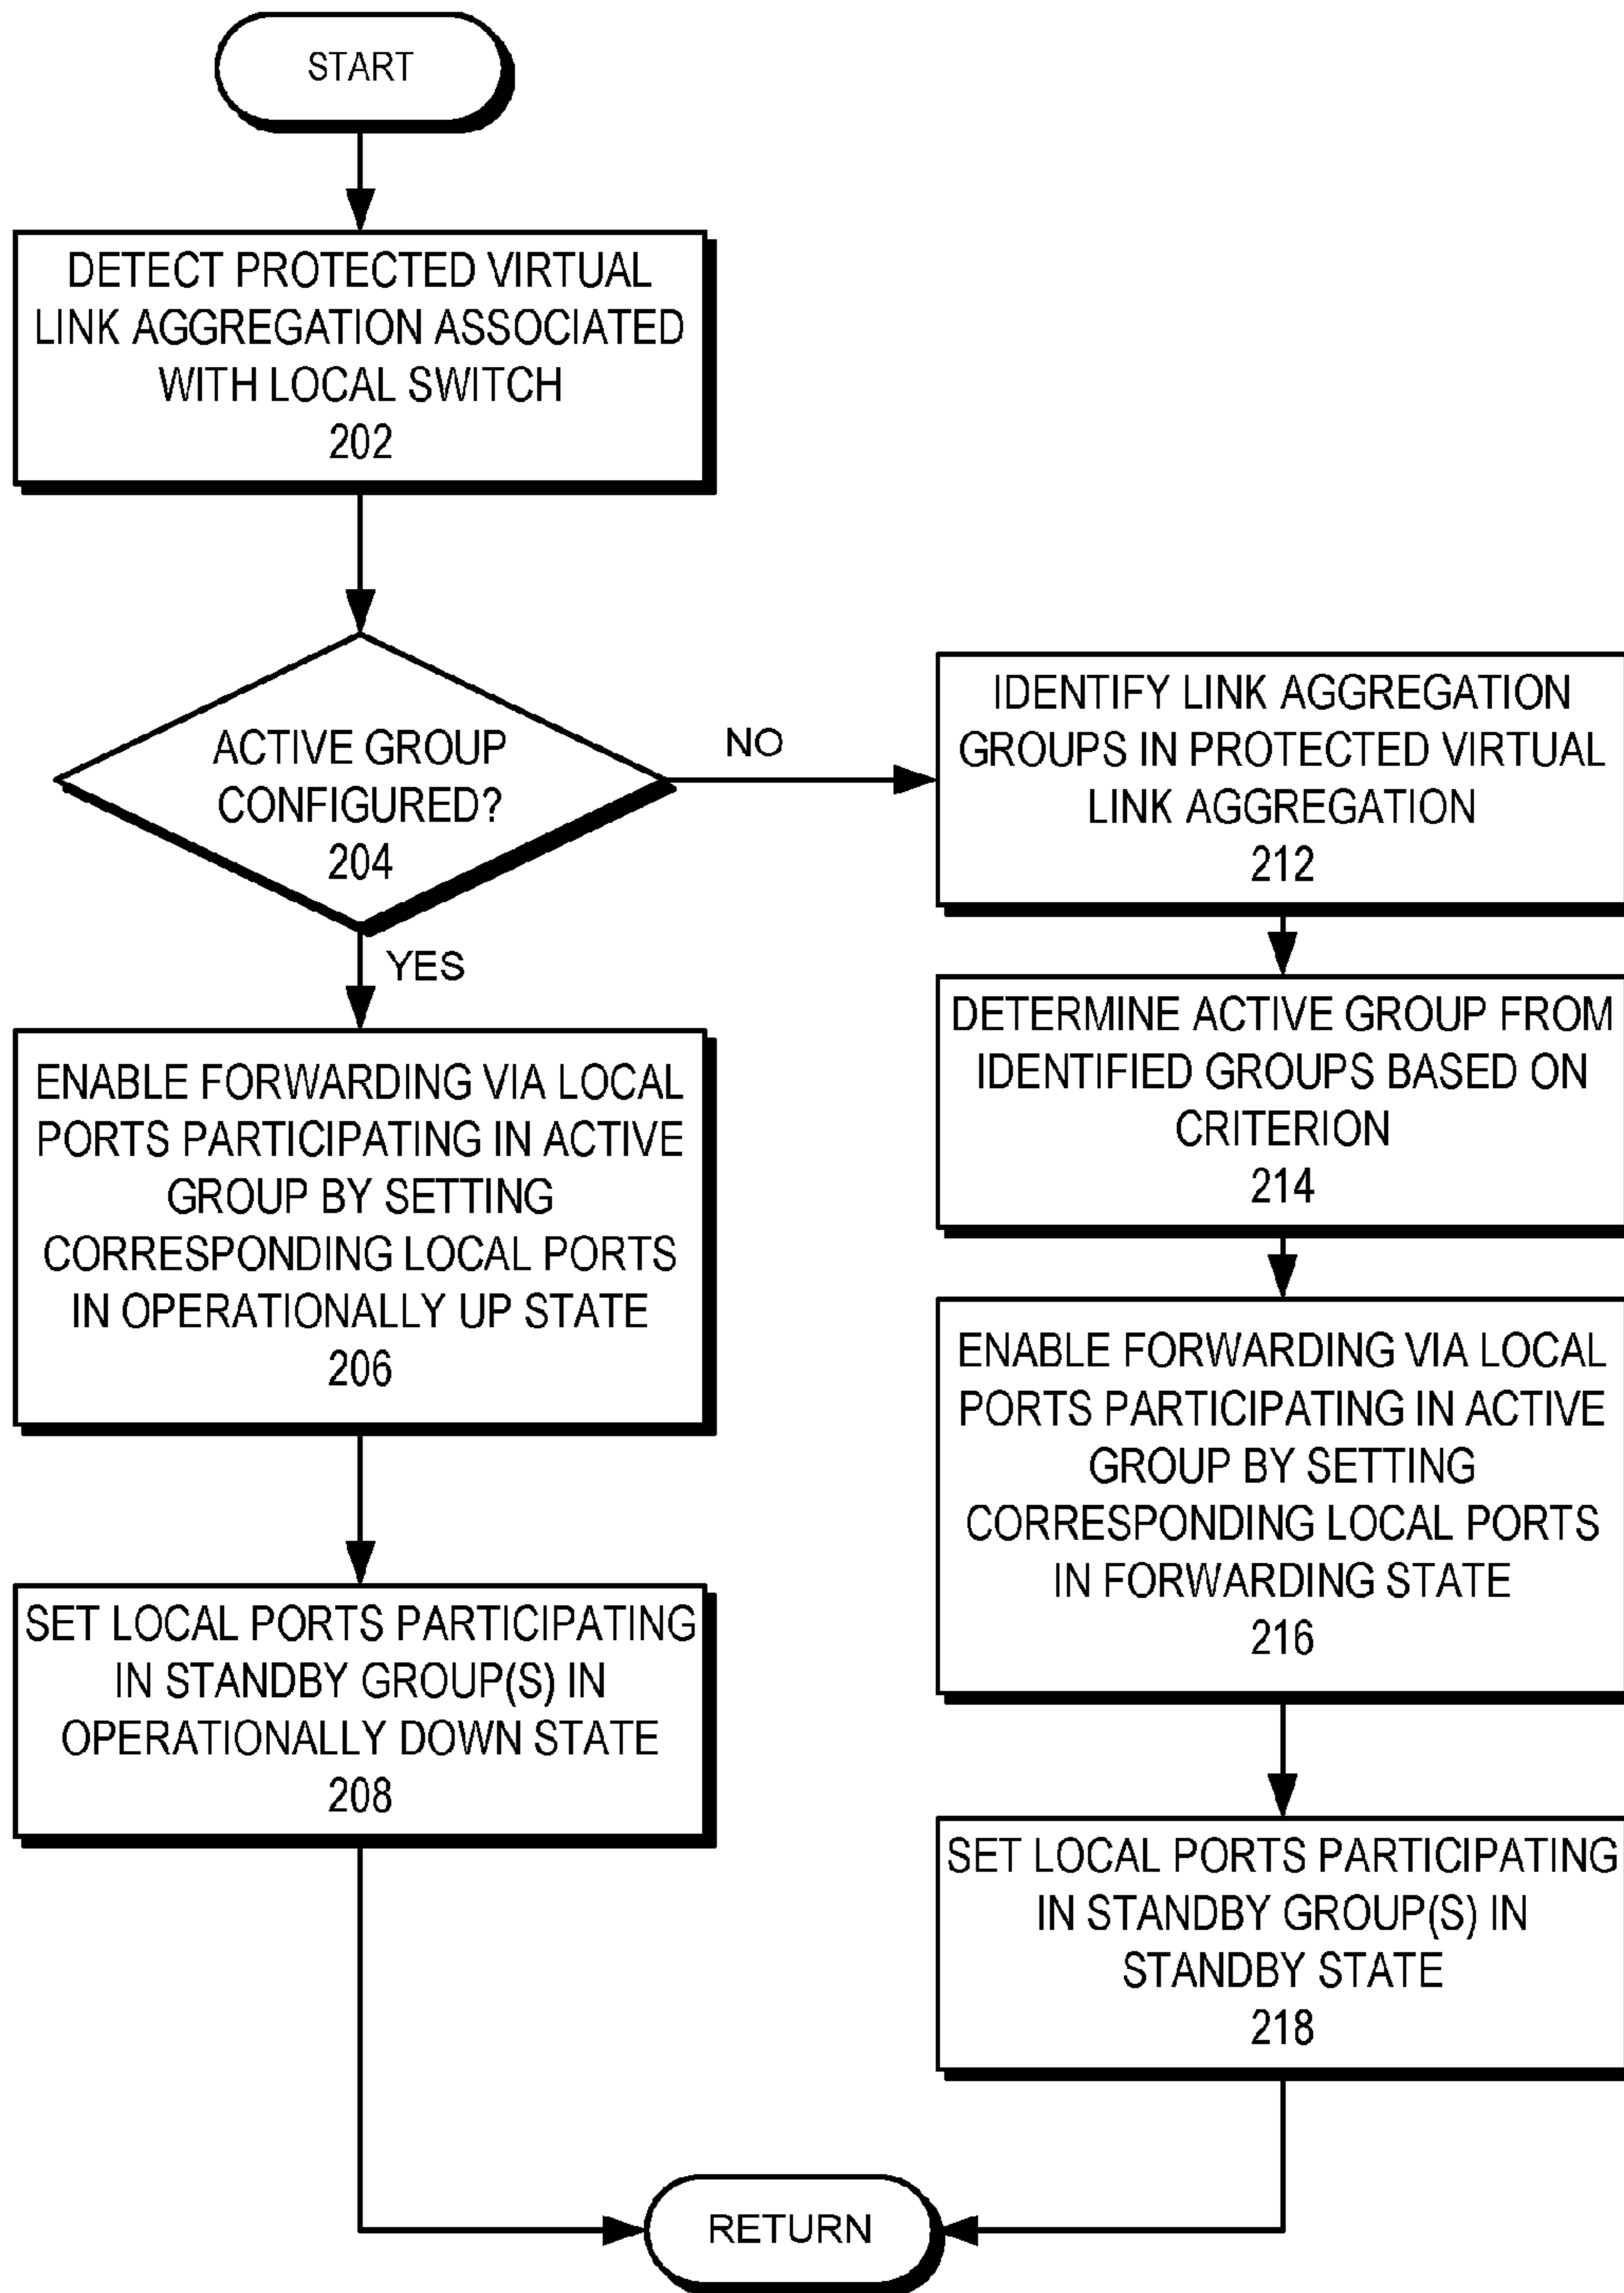 START
DETECT PROTECTED VIRTUAL
LINK AGGREGATION ASSOCIATED
WITH LOCAL SWITCH
202
ACTIVE GROUP
CONFIGURED?
204
NO
YES
ENABLE FORWARDING VIA LOCAL
PORTS PARTICIPATING IN ACTIVE
GROUP BY SETTING
CORRESPONDING LOCAL PORTS
IN OPERATIONALLY UP STATE
206
SET LOCAL PORTS PARTICIPATING
IN STANDBY GROUP(S) IN
OPERATIONALLY DOWN STATE
208
IDENTIFY LINK AGGREGATION
GROUPS IN PROTECTED VIRTUAL
LINK AGGREGATION
212
DETERMINE ACTIVE GROUP FROM
IDENTIFIED GROUPS BASED ON
CRITERION
214
ENABLE FORWARDING VIA LOCAL
PORTS PARTICIPATING IN ACTIVE
GROUP BY SETTING
CORRESPONDING LOCAL PORTS
IN FORWARDING STATE
216
SET LOCAL PORTS PARTICIPATING
IN STANDBY GROUP(S) IN
STANDBY STATE
218
RETURN